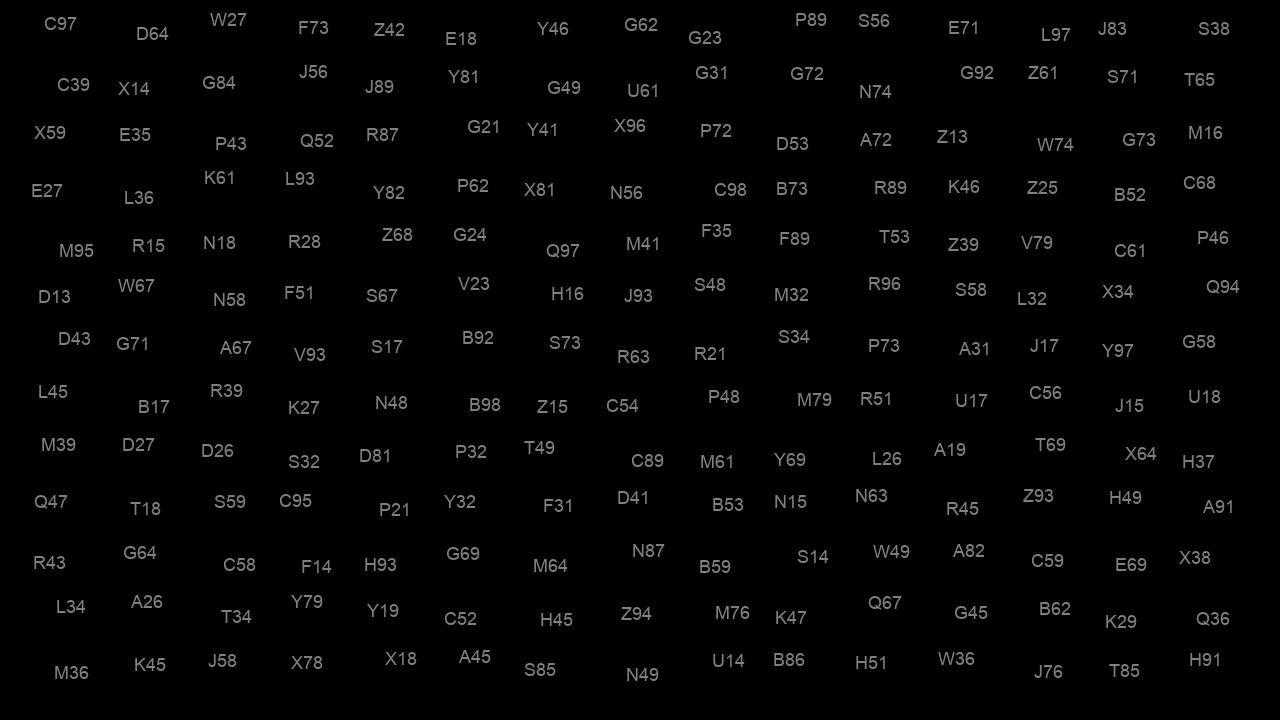 C97 D64 W27 F73 Z42 E18 Y46 G62 G23 P89 S56 E71 L97 J83 S38
C39 X14 G84 J56 J89 Y81 G49 U61 G31 G72 N74 G92 Z61 S71 T65
X59 E35 P43 Q52 R87 G21 Y41 X96 P72 D53 A72 Z13 W74 G73 M16
E27 L36 K61 L93 Y82 P62 X81 N56 C98 B73 R89 K46 Z25 B52 C68
M95 R15 N18 R28 Z68 G24 Q97 M41 F35 F89 T53 Z39 V79 C61 P46
D13 W67 N58 F51 S67 V23 H16 J93 S48 M32 R96 S58 L32 X34 Q94
D43 G71 A67 V93 S17 B92 S73 R63 R21 S34 P73 A31 J17 Y97 G58
L45 B17 R39 K27 N48 B98 Z15 C54 P48 M79 R51 U17 C56 J15 U18
M39 D27 D26 S32 D81 P32 T49 C89 M61 Y69 L26 A19 T69 X64 H37
Q47 T18 S59 C95 P21 Y32 F31 D41 B53 N15 N63 R45 Z93 H49 A91
R43 G64 C58 F14 H93 G69 M64 N87 B59 S14 W49 A82 C59 E69 X38
L34 A26 T34 Y79 Y19 C52 H45 Z94 M76 K47 Q67 G45 B62 K29 Q36
M36 K45 J58 X78 X18 A45 S85 N49 U14 B86 H51 W36 J76 T85 H91